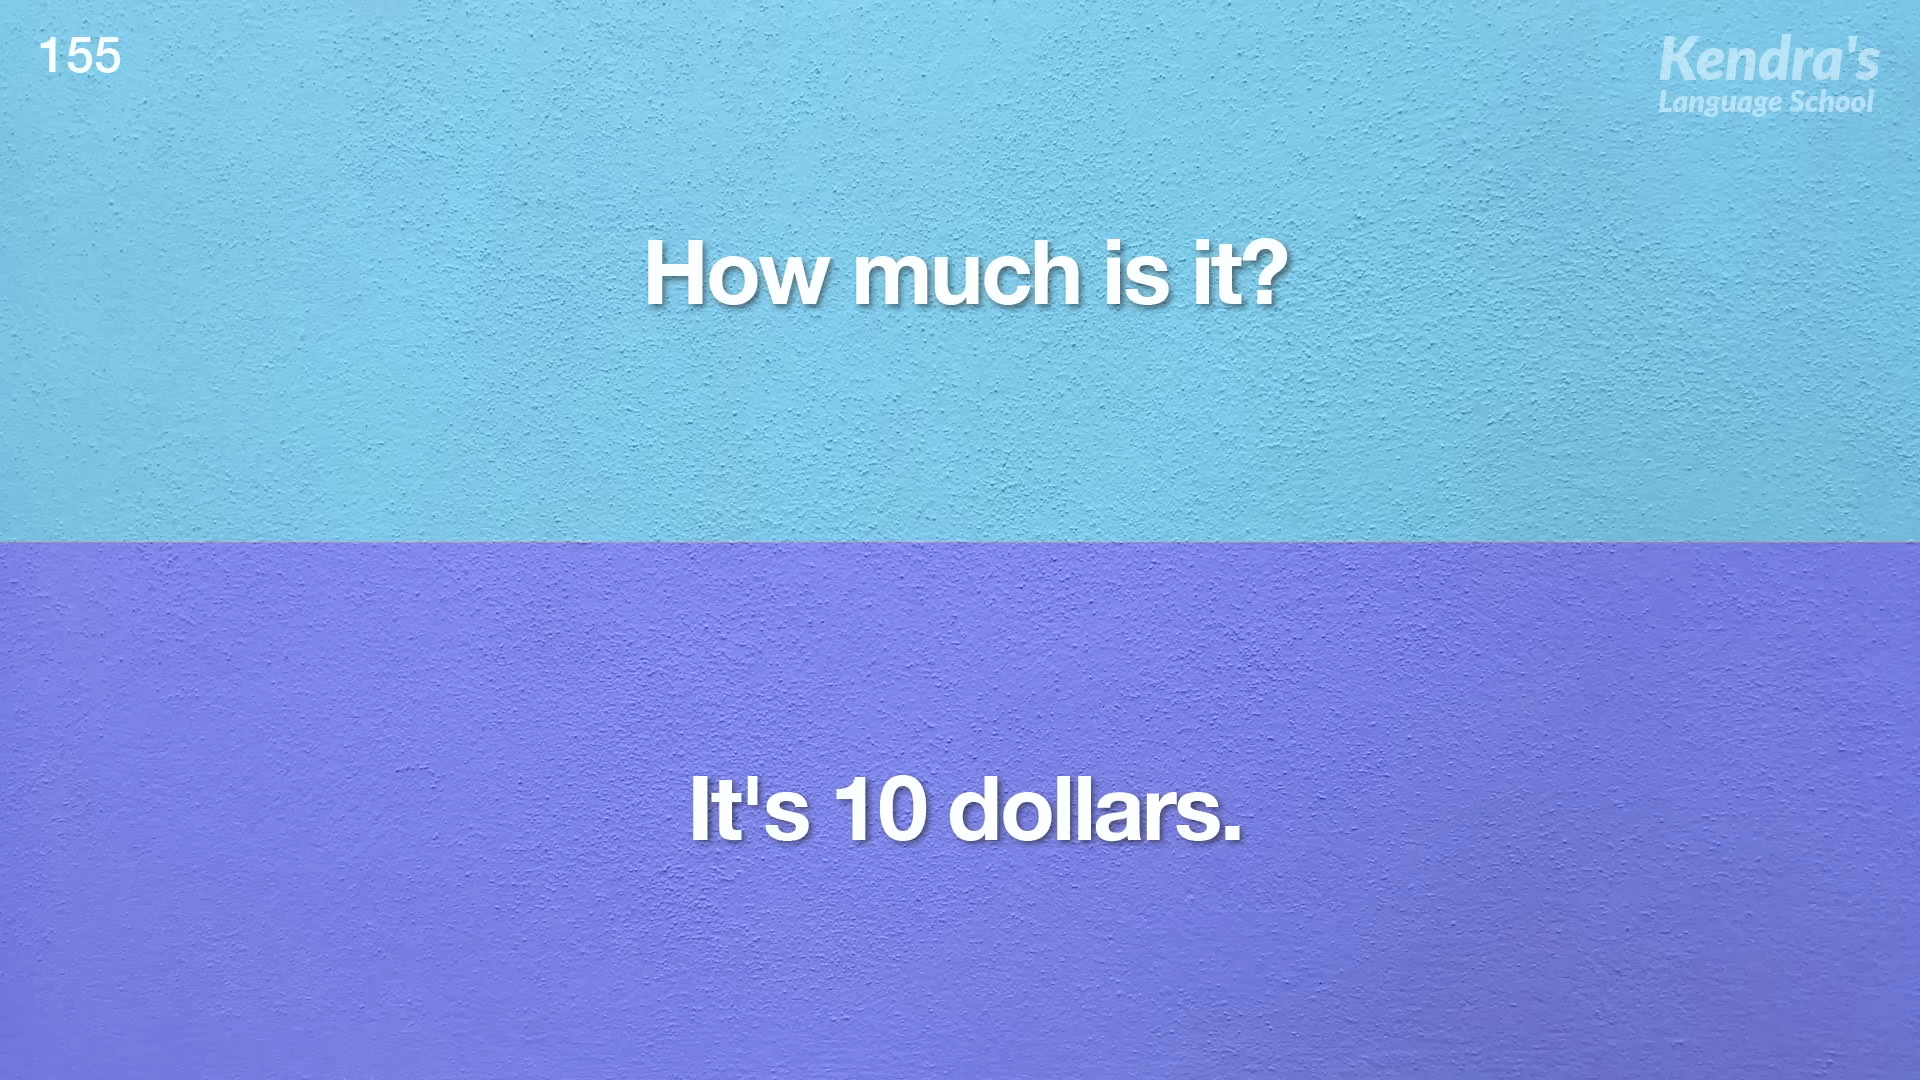 155
Kendra's
Language School
How much is it?
It's 10 dollars.